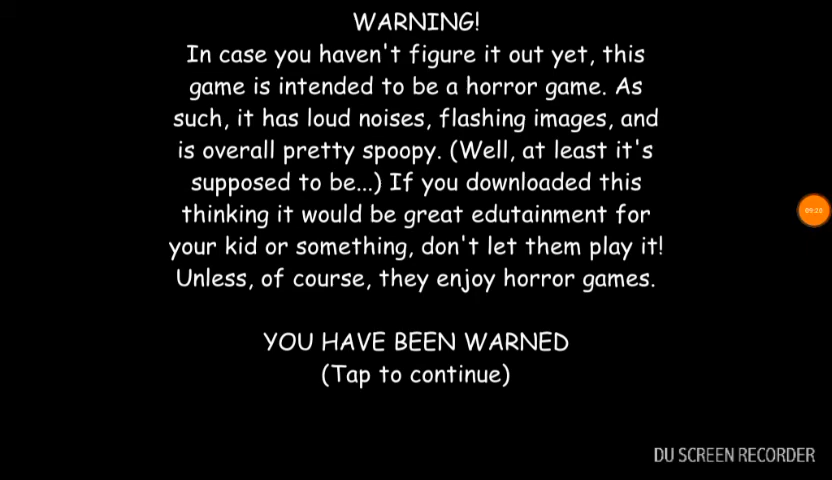 WARNING!
In case you haven't figure it out yet, this
game is intended to be a horror game. As
such, it has loud noises, flashing images, and
is overall pretty spoopy. (Well, at least it's
supposed to be...) If you downloaded this
thinking it would be great edutainment for
your kid or something, don't let them play it!
Unless, of course, they enjoy horror games.
YOU HAVE BEEN WARNED
(Tap to continue)
DU SCREEN RECORDER